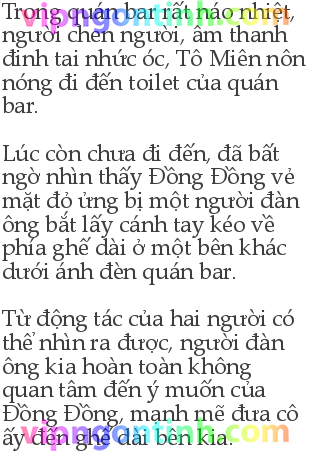 Trong quán bar rất náo nhiệt,
người chen người, âm thanh
đinh tai nhức óc, Tô Miên nôn
nóng đi đến toilet của quán
bar.
Lúc còn chưa đi đến, đã bất
ngờ nhìn thấy Đồng Đồng vẻ
mặt đỏ ửng bị một người đàn
ông bắt lấy cánh tay kéo về
phía ghế dài ở một bên khác
dưới ánh đèn quán bar.
Từ động tác của hai người có
thể nhìn ra được, người đàn
ông kia hoàn toàn không
quan tâm đến ý muốn của
Đồng Đồng, mạnh mẽ đưa cô
ấy đến ghế dài bên kia.
vipngontinh.com
vipngontinh.com